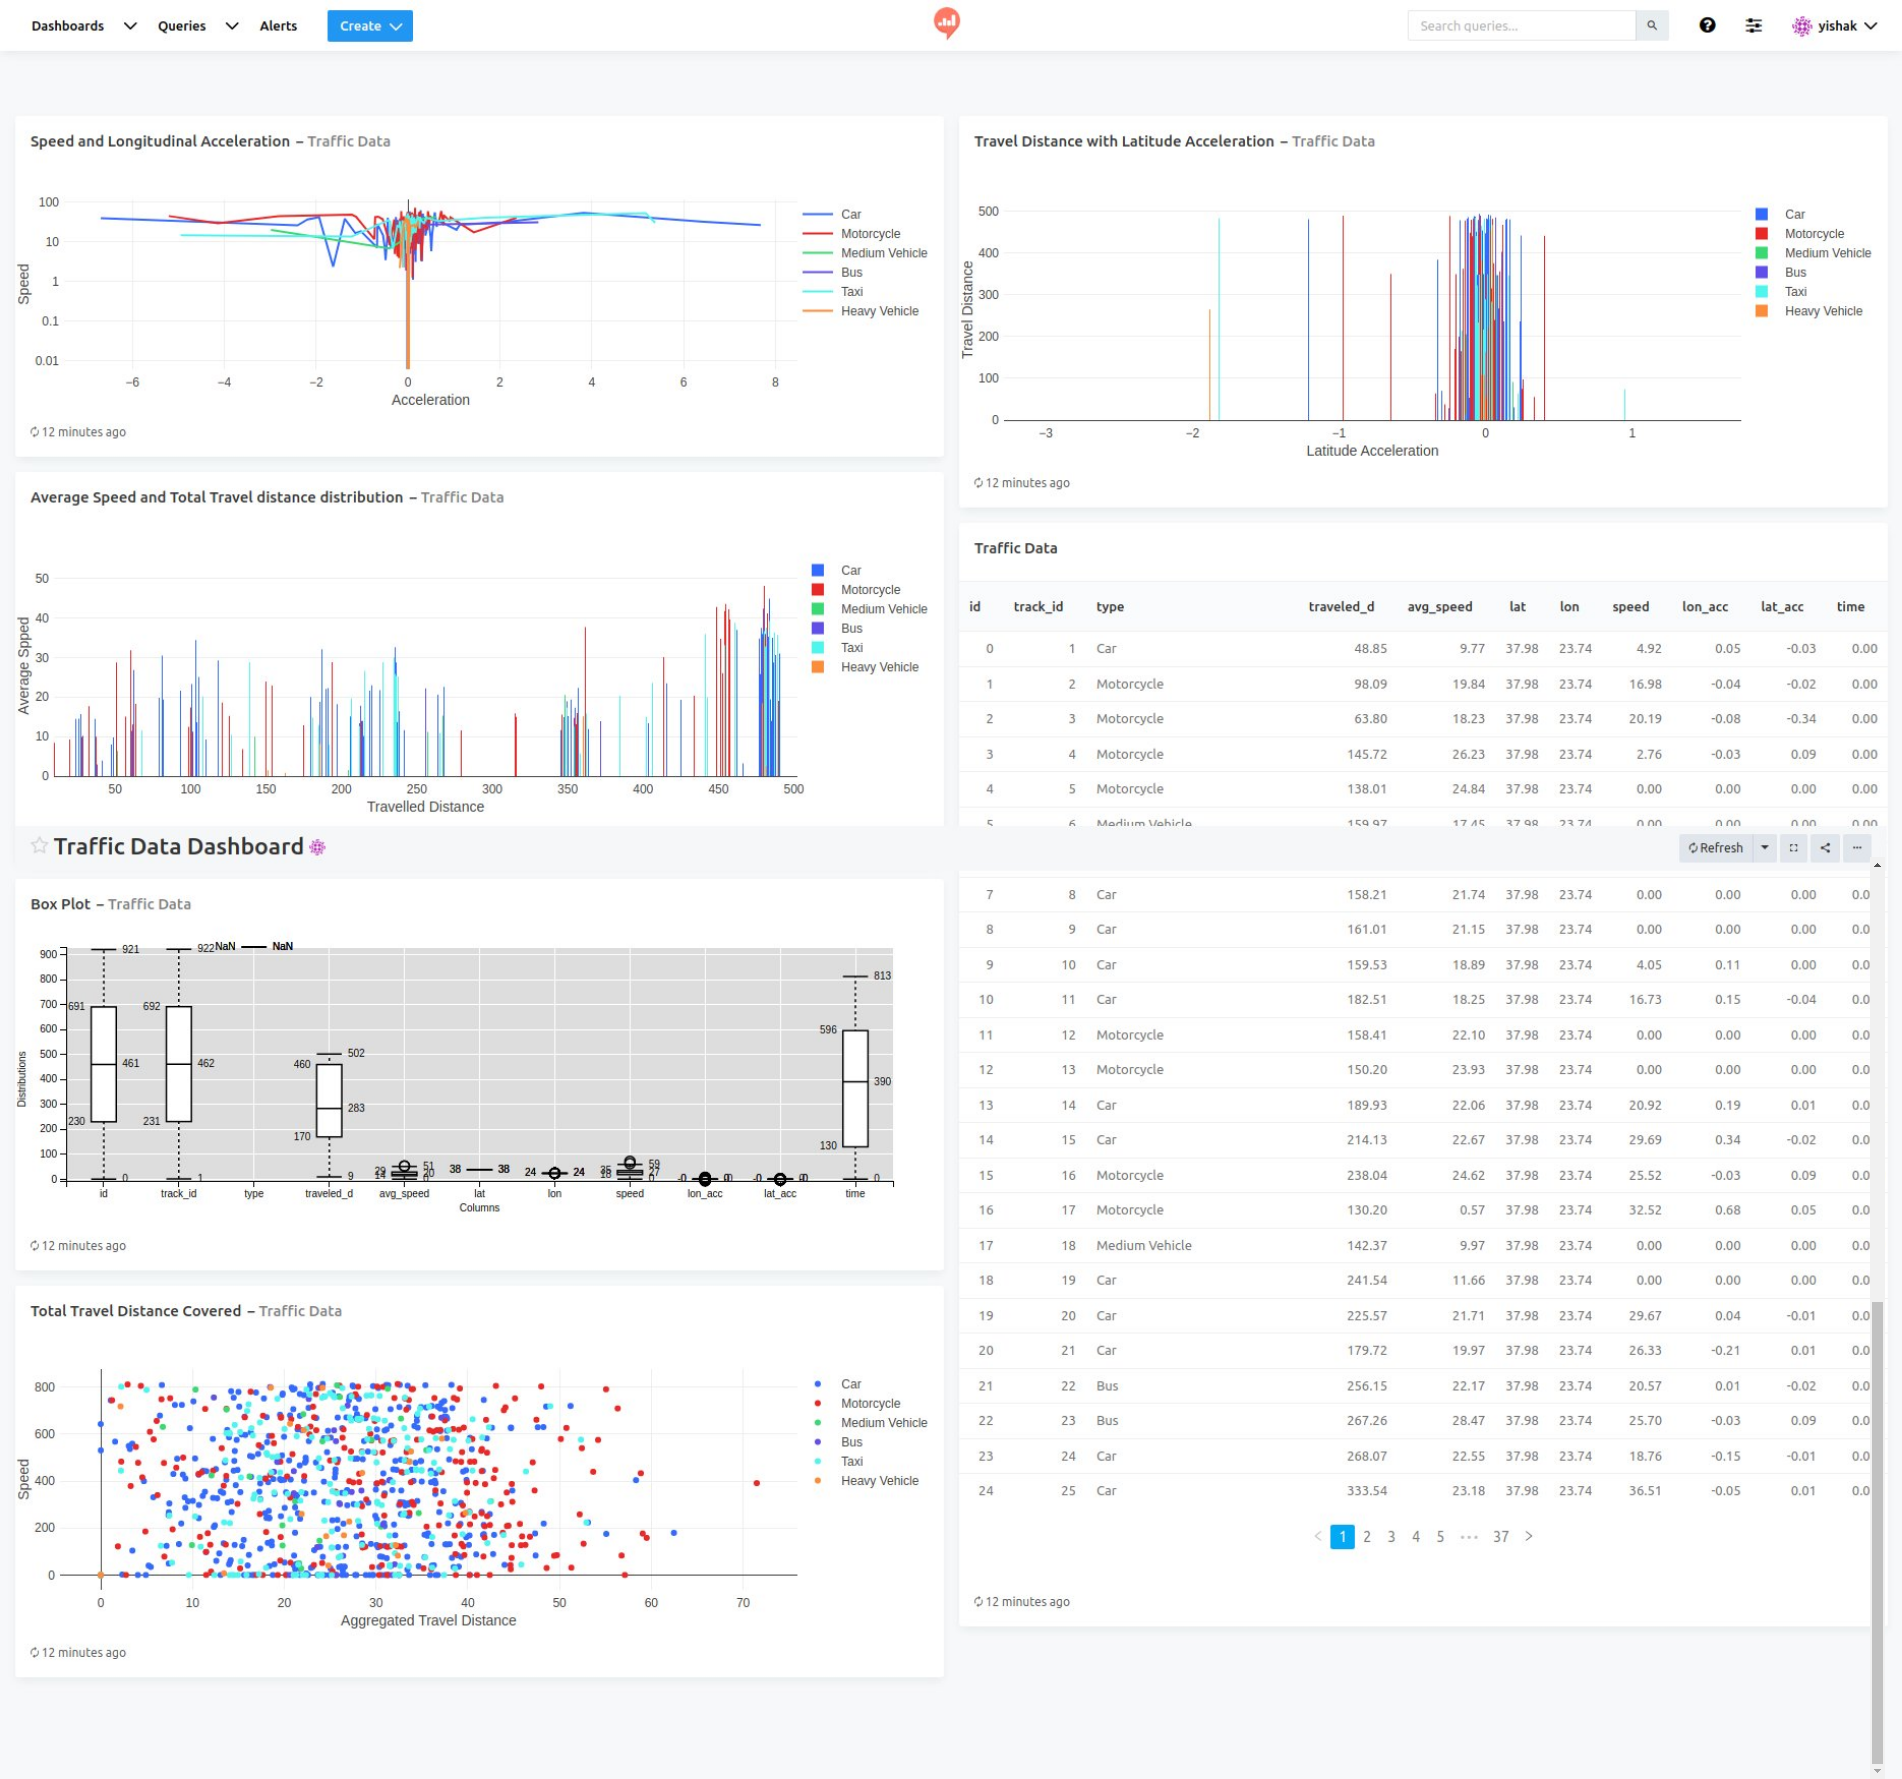 Dashboards Queries Alerts Create Search queries... yishak
Speed and Longitudinal Acceleration – Traffic Data
100
10
1
0.1
0.01
Speed
−6 −4 −2 0 2 4 6 8
Acceleration
Car
Motorcycle
Medium Vehicle
Bus
Taxi
Heavy Vehicle
12 minutes ago
Travel Distance with Latitude Acceleration – Traffic Data
500
400
300
200
100
0
Travel Distance
−3 −2 −1 0 1
Latitude Acceleration
Car
Motorcycle
Medium Vehicle
Bus
Taxi
Heavy Vehicle
12 minutes ago
Average Speed and Total Travel distance distribution – Traffic Data
50
40
30
20
10
0
Average Spped
50 100 150 200 250 300 350 400 450 500
Travelled Distance
Car
Motorcycle
Medium Vehicle
Bus
Taxi
Heavy Vehicle
Traffic Data
id track_id type traveled_d avg_speed lat lon speed lon_acc lat_acc time
0 1 Car 48.85 9.77 37.98 23.74 4.92 0.05 -0.03 0.00
1 2 Motorcycle 98.09 19.84 37.98 23.74 16.98 -0.04 -0.02 0.00
2 3 Motorcycle 63.80 18.23 37.98 23.74 20.19 -0.08 -0.34 0.00
3 4 Motorcycle 145.72 26.23 37.98 23.74 2.76 -0.03 0.09 0.00
4 5 Motorcycle 138.01 24.84 37.98 23.74 0.00 0.00 0.00 0.00
5 6 Medium Vehicle 159.97 17.45 37.98 23.74 0.00 0.00 0.00 0.00
Traffic Data Dashboard
Refresh
Box Plot – Traffic Data
900
800
700
600
500
400
300
200
100
0
Distributions
921
691
461
230
0
922
692
462
231
1
NaN NaN
502
460
283
170
9
51
29
20
14
0
38 38
24 24
59
35
27
18
0
-0 0
-0 0
813
596
390
130
0
id track_id type traveled_d avg_speed lat lon speed lon_acc lat_acc time
Columns
12 minutes ago
7 8 Car 158.21 21.74 37.98 23.74 0.00 0.00 0.00 0.0
8 9 Car 161.01 21.15 37.98 23.74 0.00 0.00 0.00 0.0
9 10 Car 159.53 18.89 37.98 23.74 4.05 0.11 0.00 0.0
10 11 Car 182.51 18.25 37.98 23.74 16.73 0.15 -0.04 0.0
11 12 Motorcycle 158.41 22.10 37.98 23.74 0.00 0.00 0.00 0.0
12 13 Motorcycle 150.20 23.93 37.98 23.74 0.00 0.00 0.00 0.0
13 14 Car 189.93 22.06 37.98 23.74 20.92 0.19 0.01 0.0
14 15 Car 214.13 22.67 37.98 23.74 29.69 0.34 -0.02 0.0
15 16 Motorcycle 238.04 24.62 37.98 23.74 25.52 -0.03 0.09 0.0
16 17 Motorcycle 130.20 0.57 37.98 23.74 32.52 0.68 0.05 0.0
17 18 Medium Vehicle 142.37 9.97 37.98 23.74 0.00 0.00 0.00 0.0
18 19 Car 241.54 11.66 37.98 23.74 0.00 0.00 0.00 0.0
19 20 Car 225.57 21.71 37.98 23.74 29.67 0.04 -0.01 0.0
20 21 Car 179.72 19.97 37.98 23.74 26.33 -0.21 0.01 0.0
21 22 Bus 256.15 22.17 37.98 23.74 20.57 0.01 -0.02 0.0
22 23 Bus 267.26 28.47 37.98 23.74 25.70 -0.03 0.09 0.0
23 24 Car 268.07 22.55 37.98 23.74 18.76 -0.15 -0.01 0.0
24 25 Car 333.54 23.18 37.98 23.74 36.51 -0.05 0.01 0.0
< 1 2 3 4 5 ••• 37 >
12 minutes ago
Total Travel Distance Covered – Traffic Data
800
600
400
200
0
Speed
0 10 20 30 40 50 60 70
Aggregated Travel Distance
Car
Motorcycle
Medium Vehicle
Bus
Taxi
Heavy Vehicle
12 minutes ago